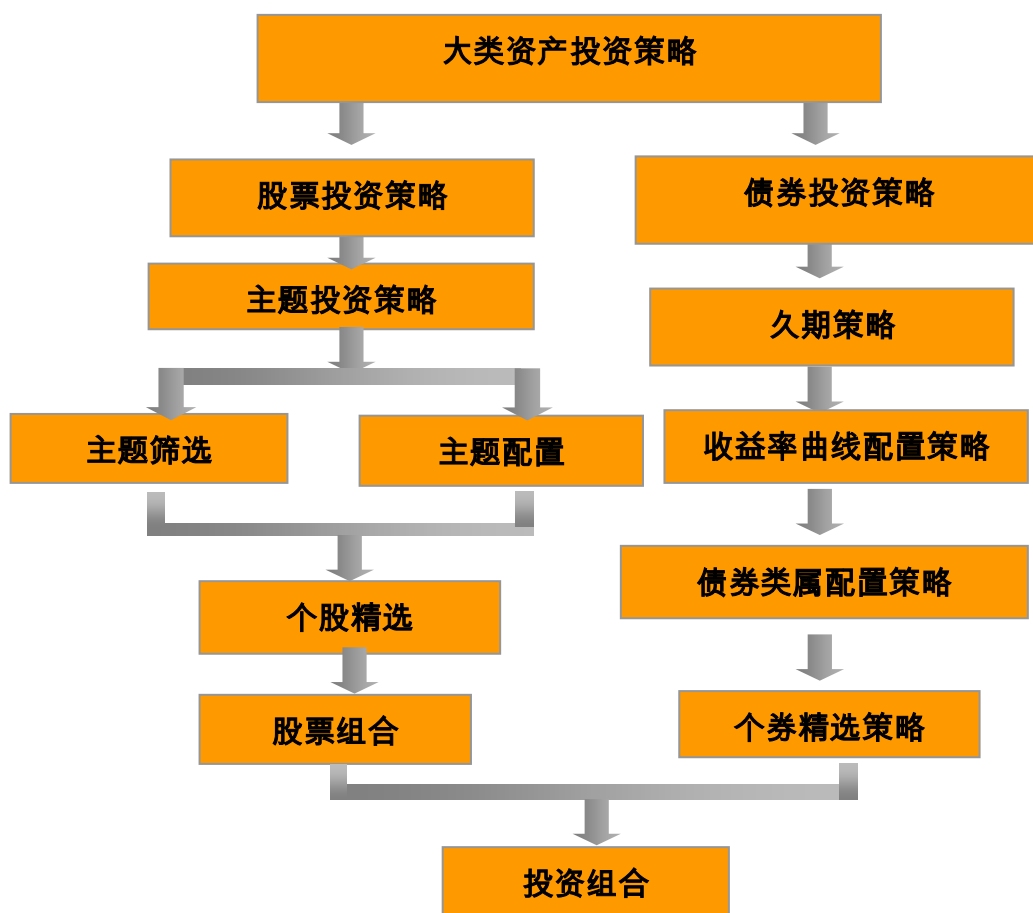 大类资产投资策略
股票投资策略
债券投资策略
主题投资策略
久期策略
主题筛选
主题配置
收益率曲线配置策略
债券类属配置策略
个股精选
股票组合
个券精选策略
投资组合